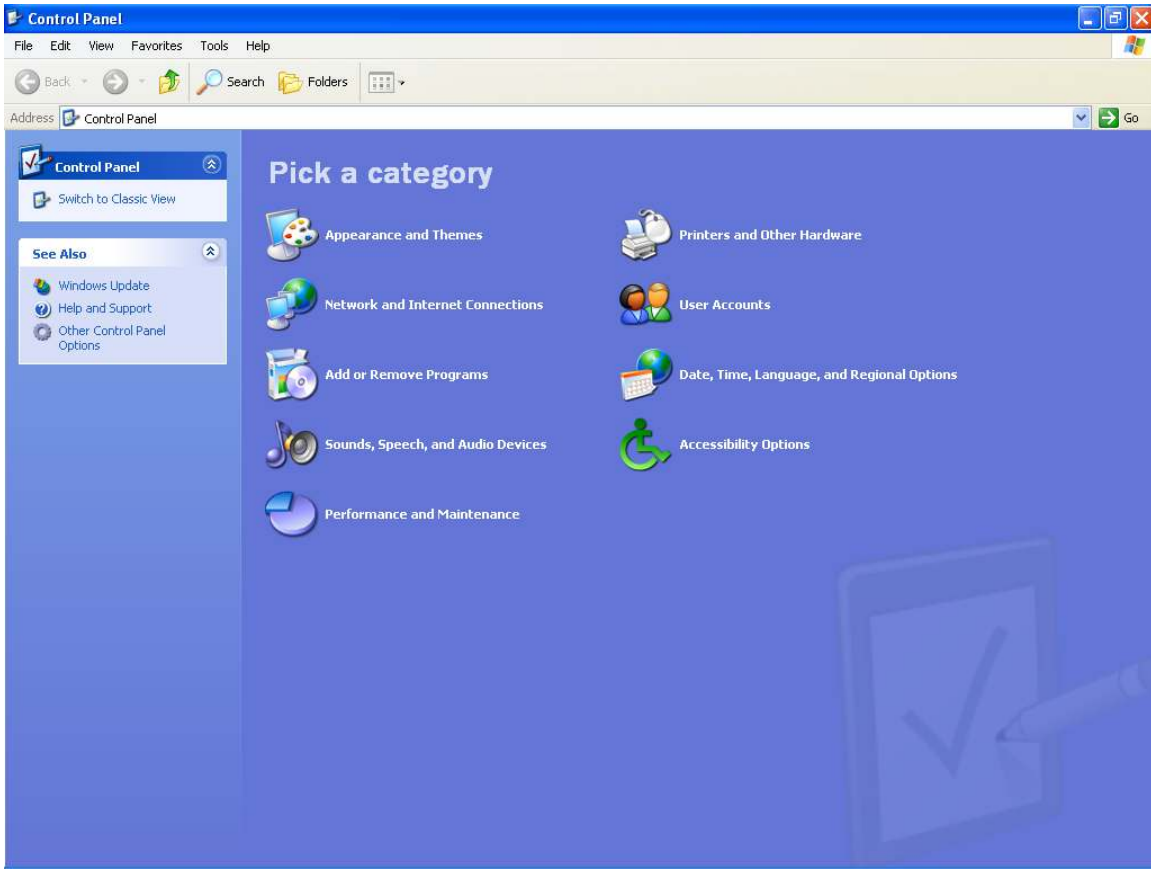 Control Panel
File Edit View Favorites Tools Help
Back Search Folders
Address Control Panel Go
Control Panel
Switch to Classic View
See Also
Windows Update
Help and Support
Other Control Panel
Options
Pick a category
Appearance and Themes
Printers and Other Hardware
Network and Internet Connections
User Accounts
Add or Remove Programs
Date, Time, Language, and Regional Options
Sounds, Speech, and Audio Devices
Accessibility Options
Performance and Maintenance